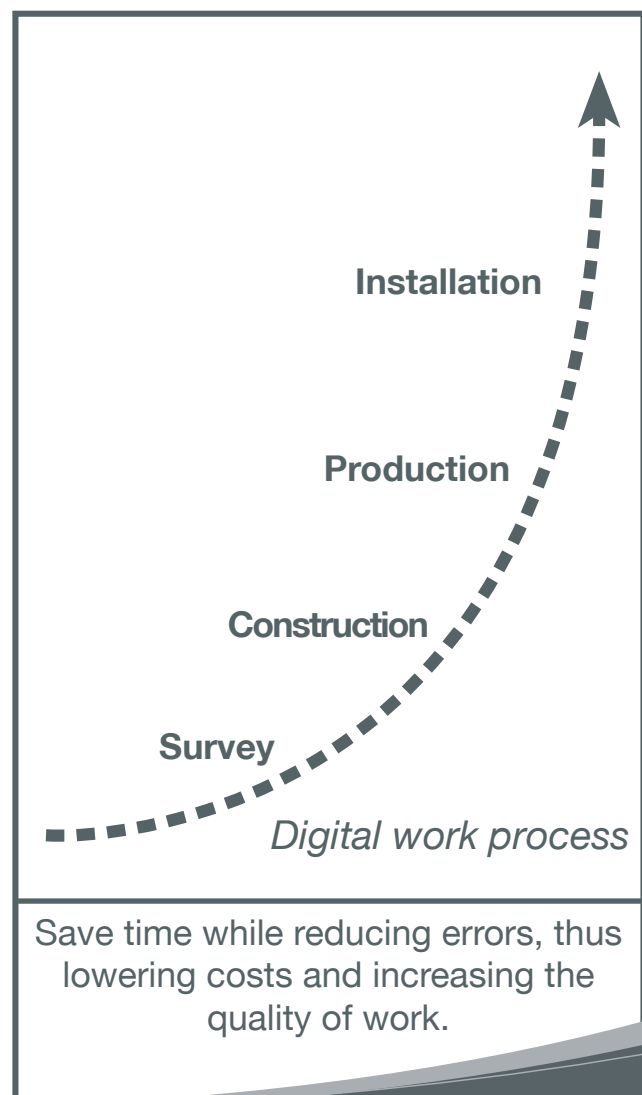 Installation
Production
Construction
Survey
Digital work process
Save time while reducing errors, thus
lowering costs and increasing the
quality of work.